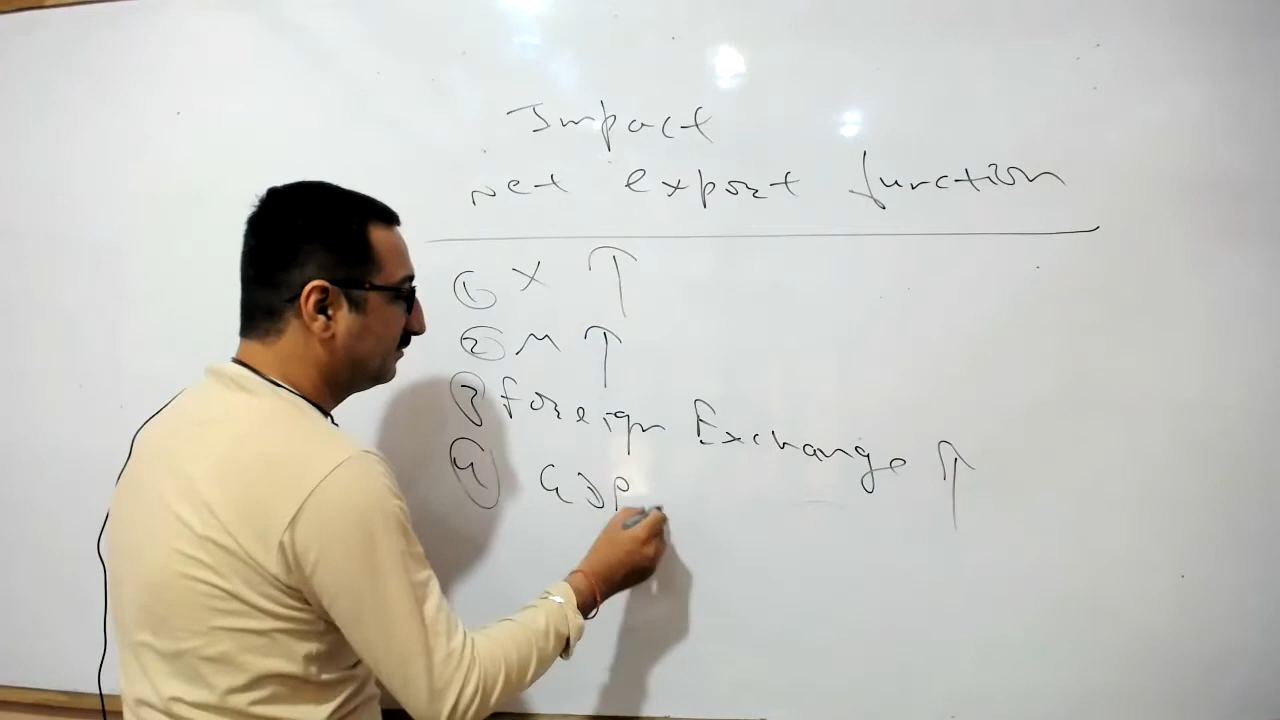 Impact
Net export function
① X ↑
② M ↑
③ Foreign Exchange ↑
④ GDP